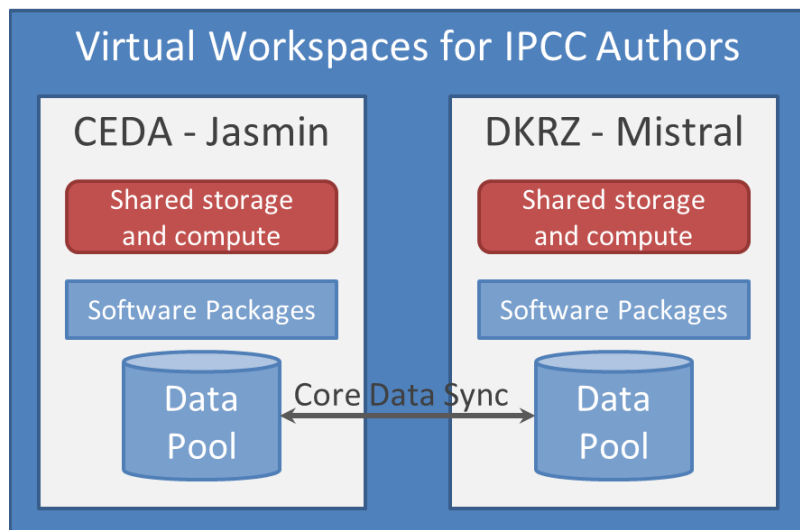 Virtual Workspaces for IPCC Authors
CEDA - Jasmin
Shared storage
and compute
Software Packages
Data
Pool
Core Data Sync
DKRZ - Mistral
Shared storage
and compute
Software Packages
Data
Pool